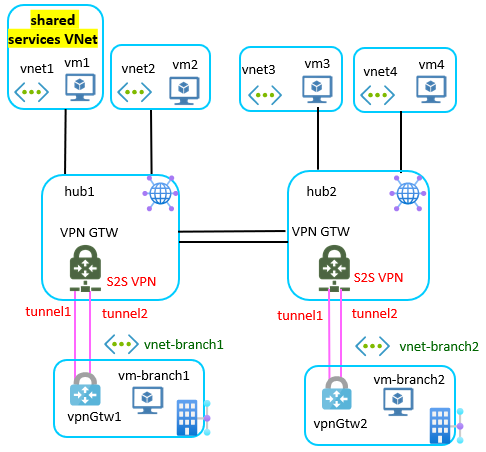 shared
services VNet
vnet1
vm1
vnet2
vm2
vnet3
vm3
vnet4
vm4
hub1
hub2
VPN GTW
VPN GTW
S2S VPN
S2S VPN
tunnel1
tunnel2
tunnel1
tunnel2
vnet-branch1
vnet-branch2
vm-branch1
vpnGtw1
vm-branch2
vpnGtw2